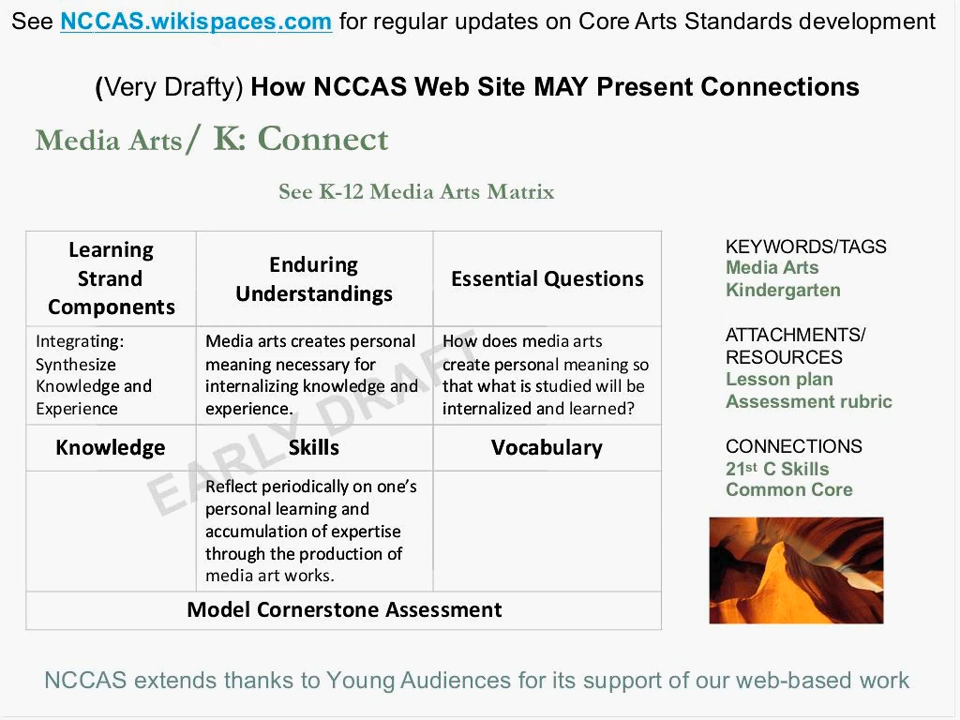 See NCCAS.wikispaces.com for regular updates on Core Arts Standards development
(Very Drafty) How NCCAS Web Site MAY Present Connections
Media Arts/ K: Connect
See K-12 Media Arts Matrix
Learning
Strand
Components
Enduring
Understandings
Essential Questions
Integrating:
Synthesize
Knowledge and
Experience
Media arts creates personal
meaning necessary for
internalizing knowledge and
experience.
How does media arts
create personal meaning so
that what is studied will be
internalized and learned?
Knowledge
Skills
Vocabulary
Reflect periodically on one’s
personal learning and
accumulation of expertise
through the production of
media art works.
Model Cornerstone Assessment
EARLY DRAFT
KEYWORDS/TAGS
Media Arts
Kindergarten
ATTACHMENTS/
RESOURCES
Lesson plan
Assessment rubric
CONNECTIONS
21st C Skills
Common Core
NCCAS extends thanks to Young Audiences for its support of our web-based work